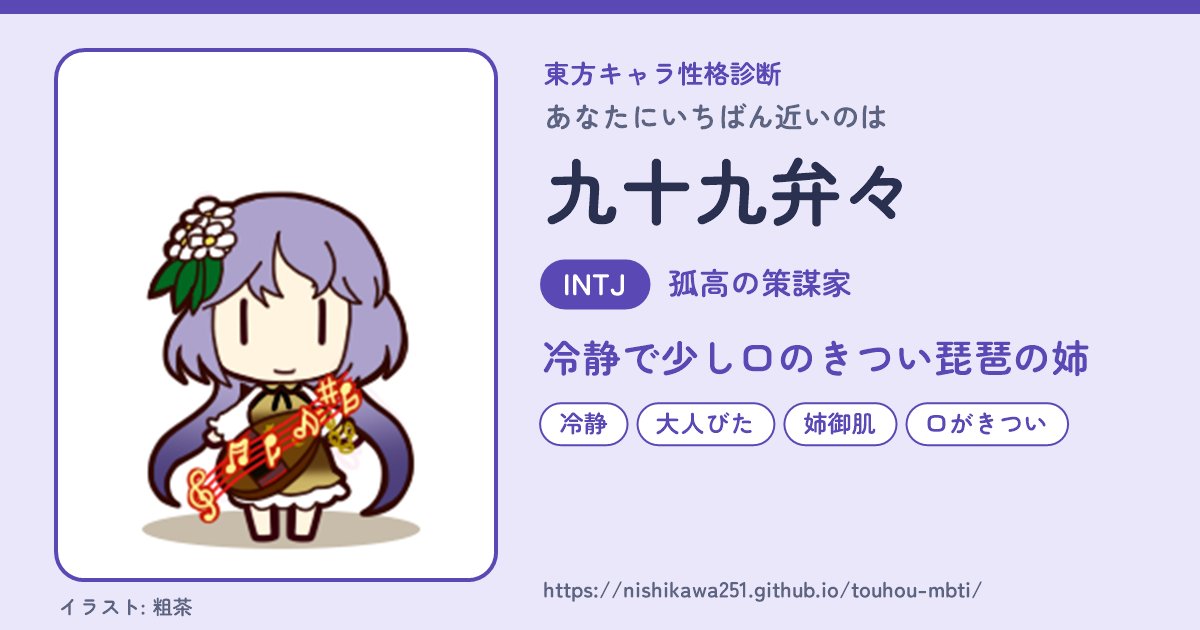 東方キャラ性格診断
あなたにいちばん近いのは
九十九弁々
INTJ 孤高の策謀家
冷静で少し口のきつい琵琶の姉
冷静 大人びた 姉御肌 口がきつい
https://nishikawa251.github.io/touhou-mbti/
イラスト: 粗茶